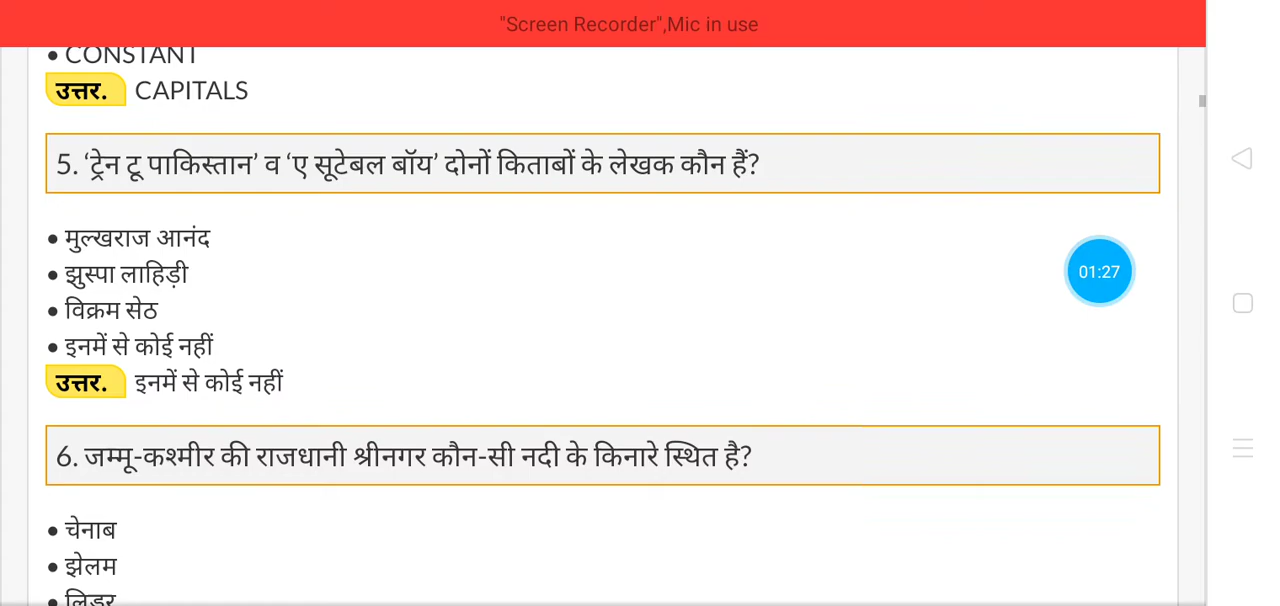 "Screen Recorder",Mic in use
• CONSTANT
उत्तर. CAPITALS
5. ‘ट्रेन टू पाकिस्तान’ व ‘ए सूटेबल बॉय’ दोनों किताबों के लेखक कौन हैं?
• मुल्खराज आनंद
• झुस्पा लाहिड़ी
• विक्रम सेठ
• इनमें से कोई नहीं
01:27
उत्तर. इनमें से कोई नहीं
6. जम्मू-कश्मीर की राजधानी श्रीनगर कौन-सी नदी के किनारे स्थित है?
• चेनाब
• झेलम
• लिडर